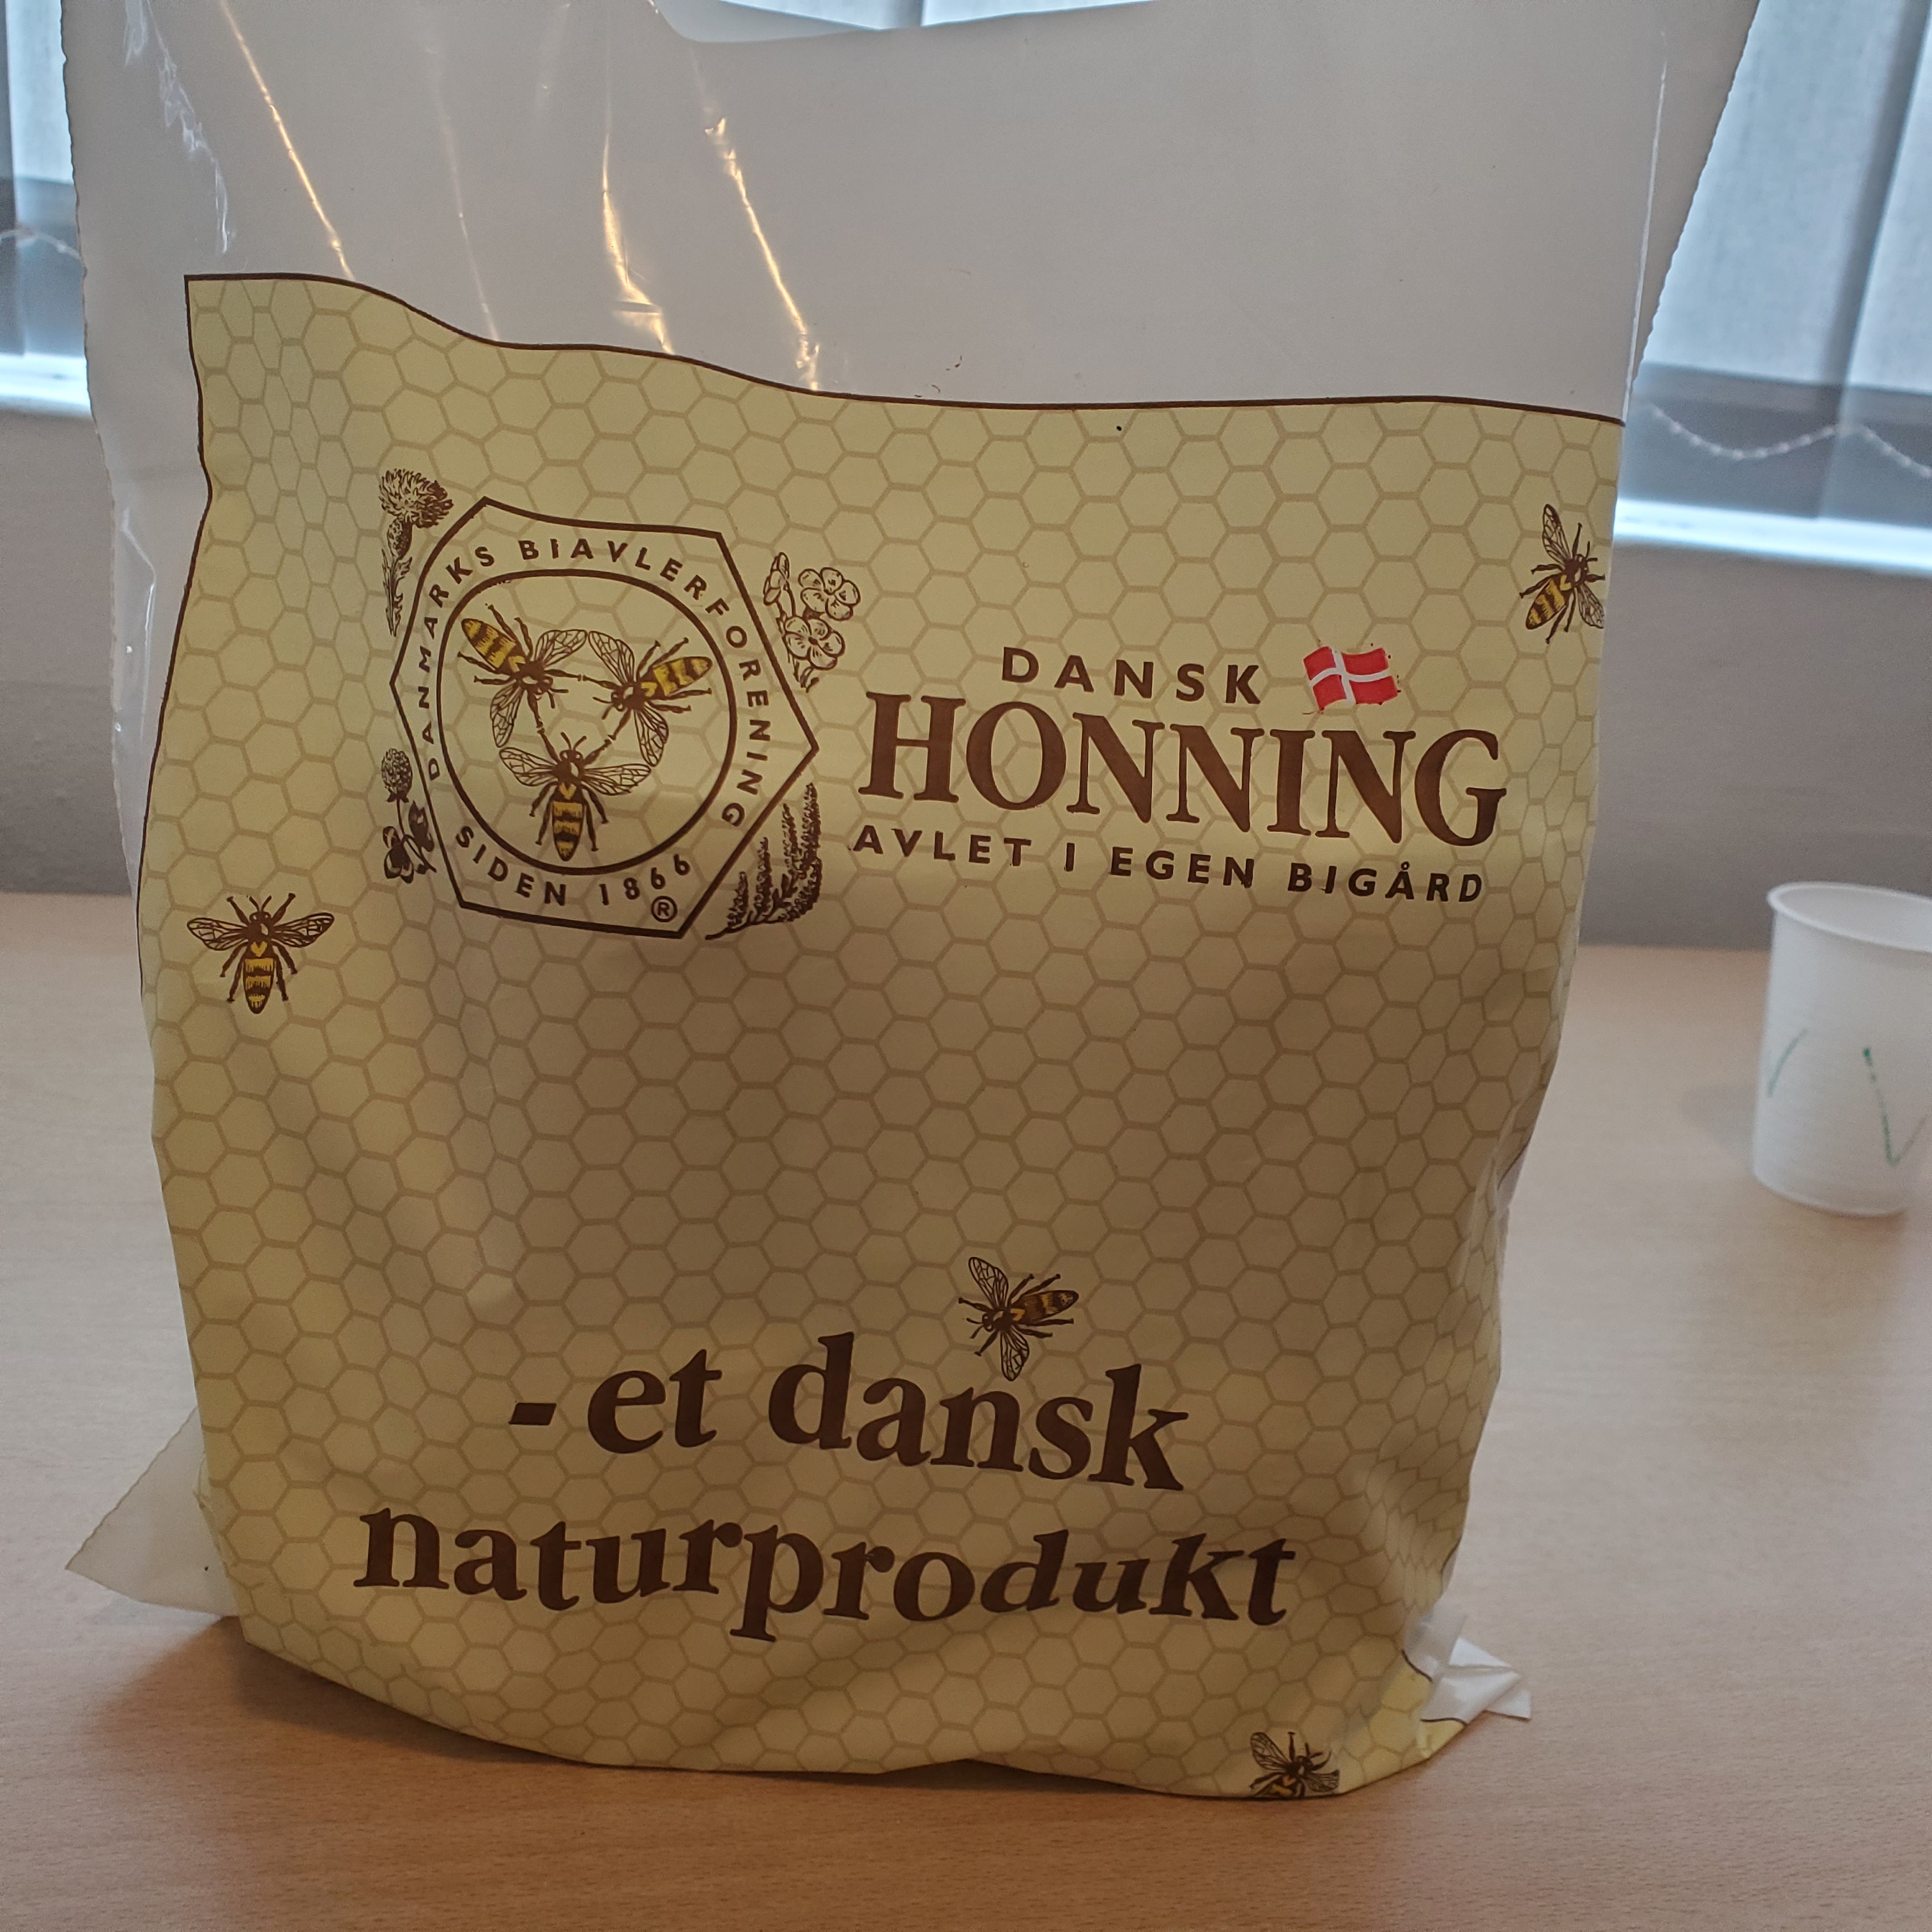 DANMARKS BIAVLERFORENING
SIDEN 1866
®
DANSK
HONNING
AVLET I EGEN BIGÅRD
- et dansk
naturprodukt